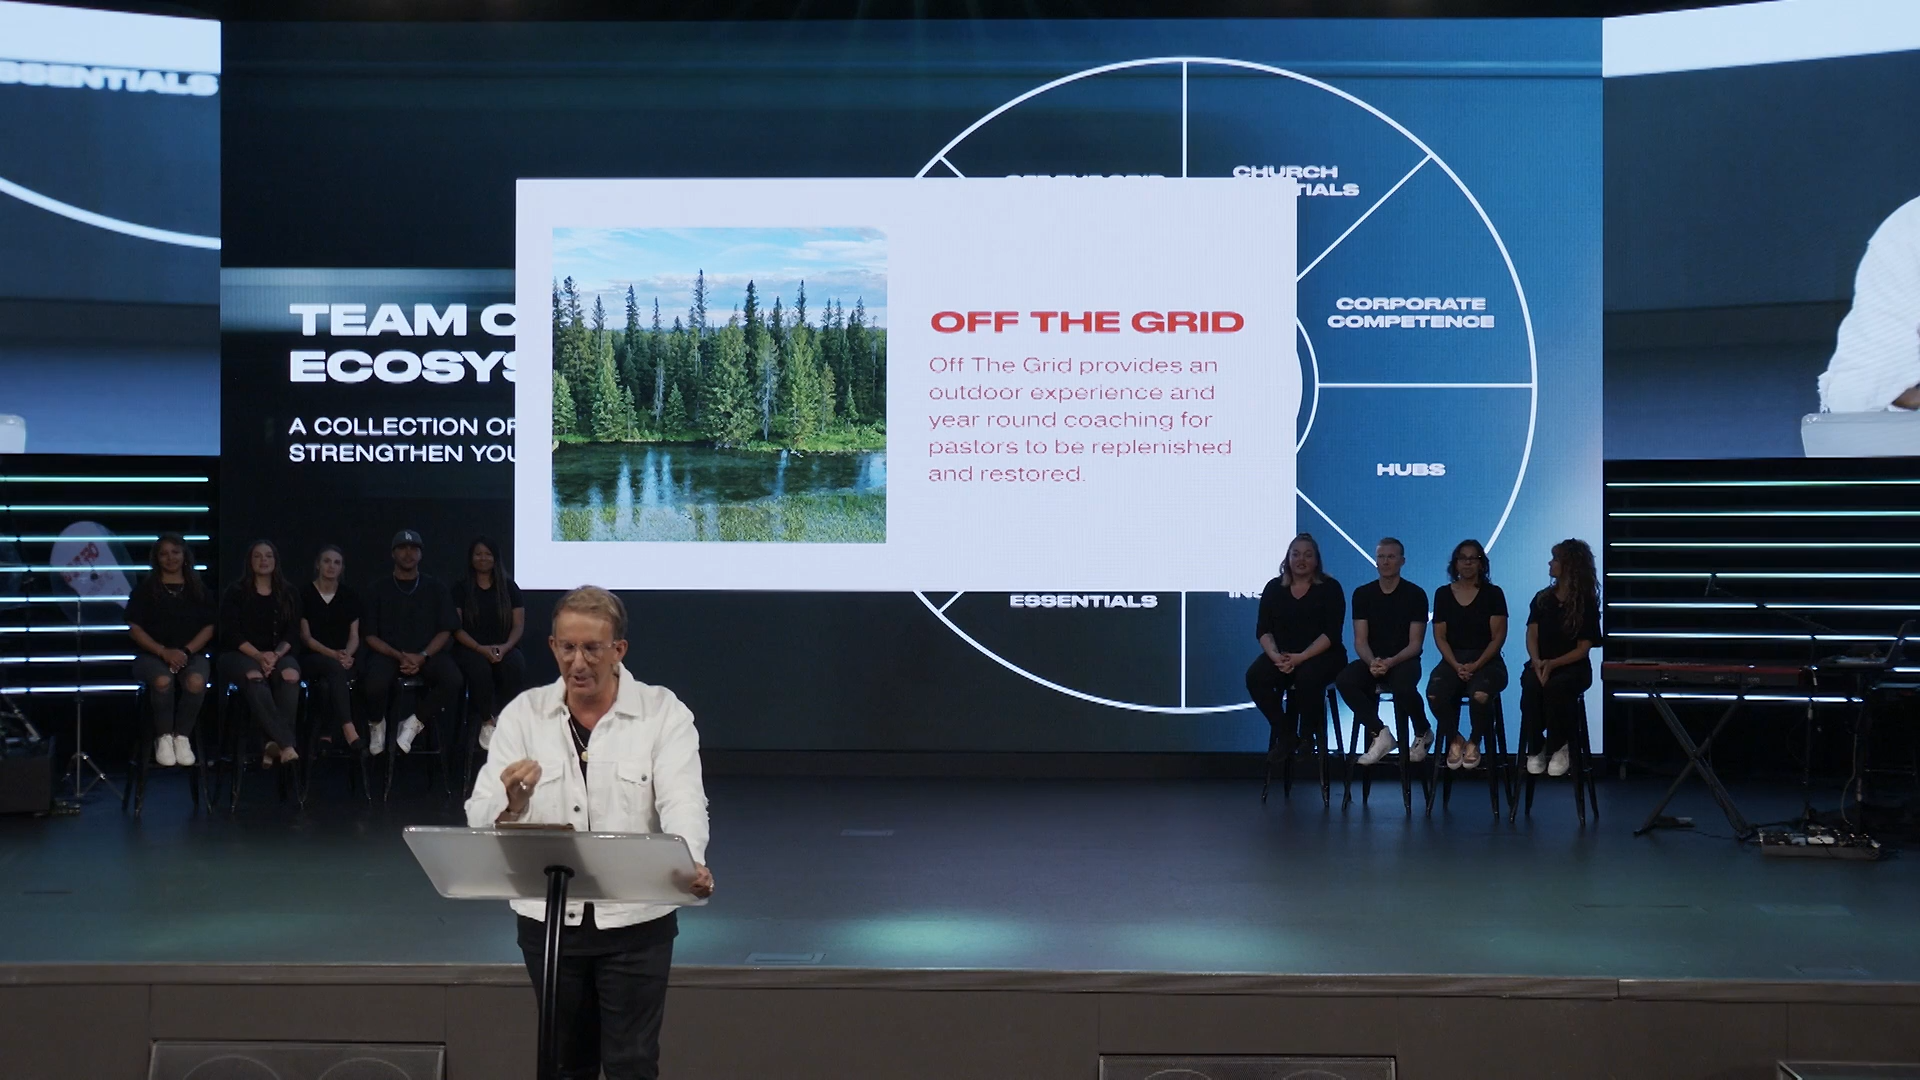 SSENTIALS
CHURCH
TIALS
TEAM
ECOSYS
A COLLECTION OF
STRENGTHEN YOU
OFF THE GRID
Off The Grid provides an
outdoor experience and
year round coaching for
pastors to be replenished
and restored.
CORPORATE
COMPETENCE
HUBS
ESSENTIALS